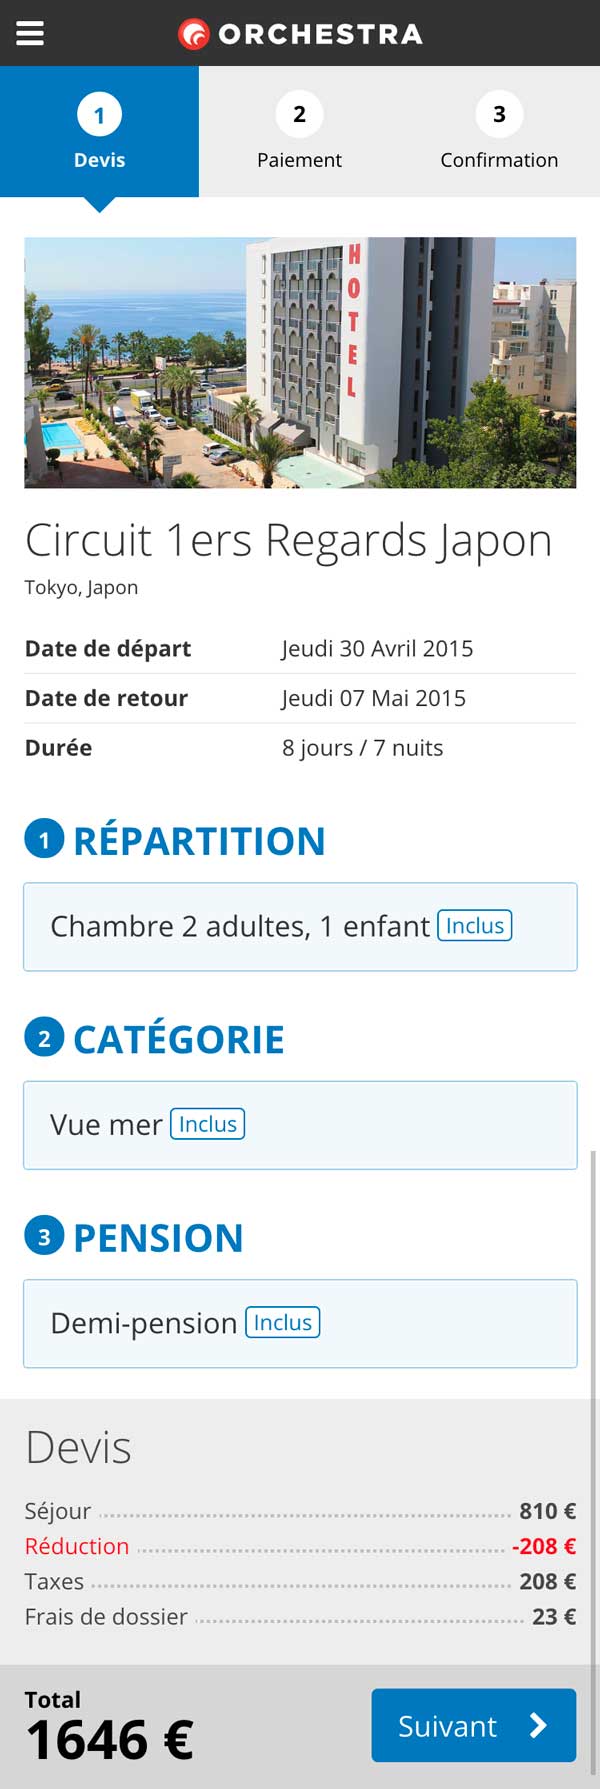 ORCHESTRA
1
Devis
2
Paiement
3
Confirmation
HOTEL
Circuit 1ers Regards Japon
Tokyo, Japon
Date de départ Jeudi 30 Avril 2015
Date de retour Jeudi 07 Mai 2015
Durée 8 jours / 7 nuits
1 RÉPARTITION
Chambre 2 adultes, 1 enfant Inclus
2 CATÉGORIE
Vue mer Inclus
3 PENSION
Demi-pension Inclus
Devis
Séjour 810 €
Réduction -208 €
Taxes 208 €
Frais de dossier 23 €
Total
1646 €
Suivant